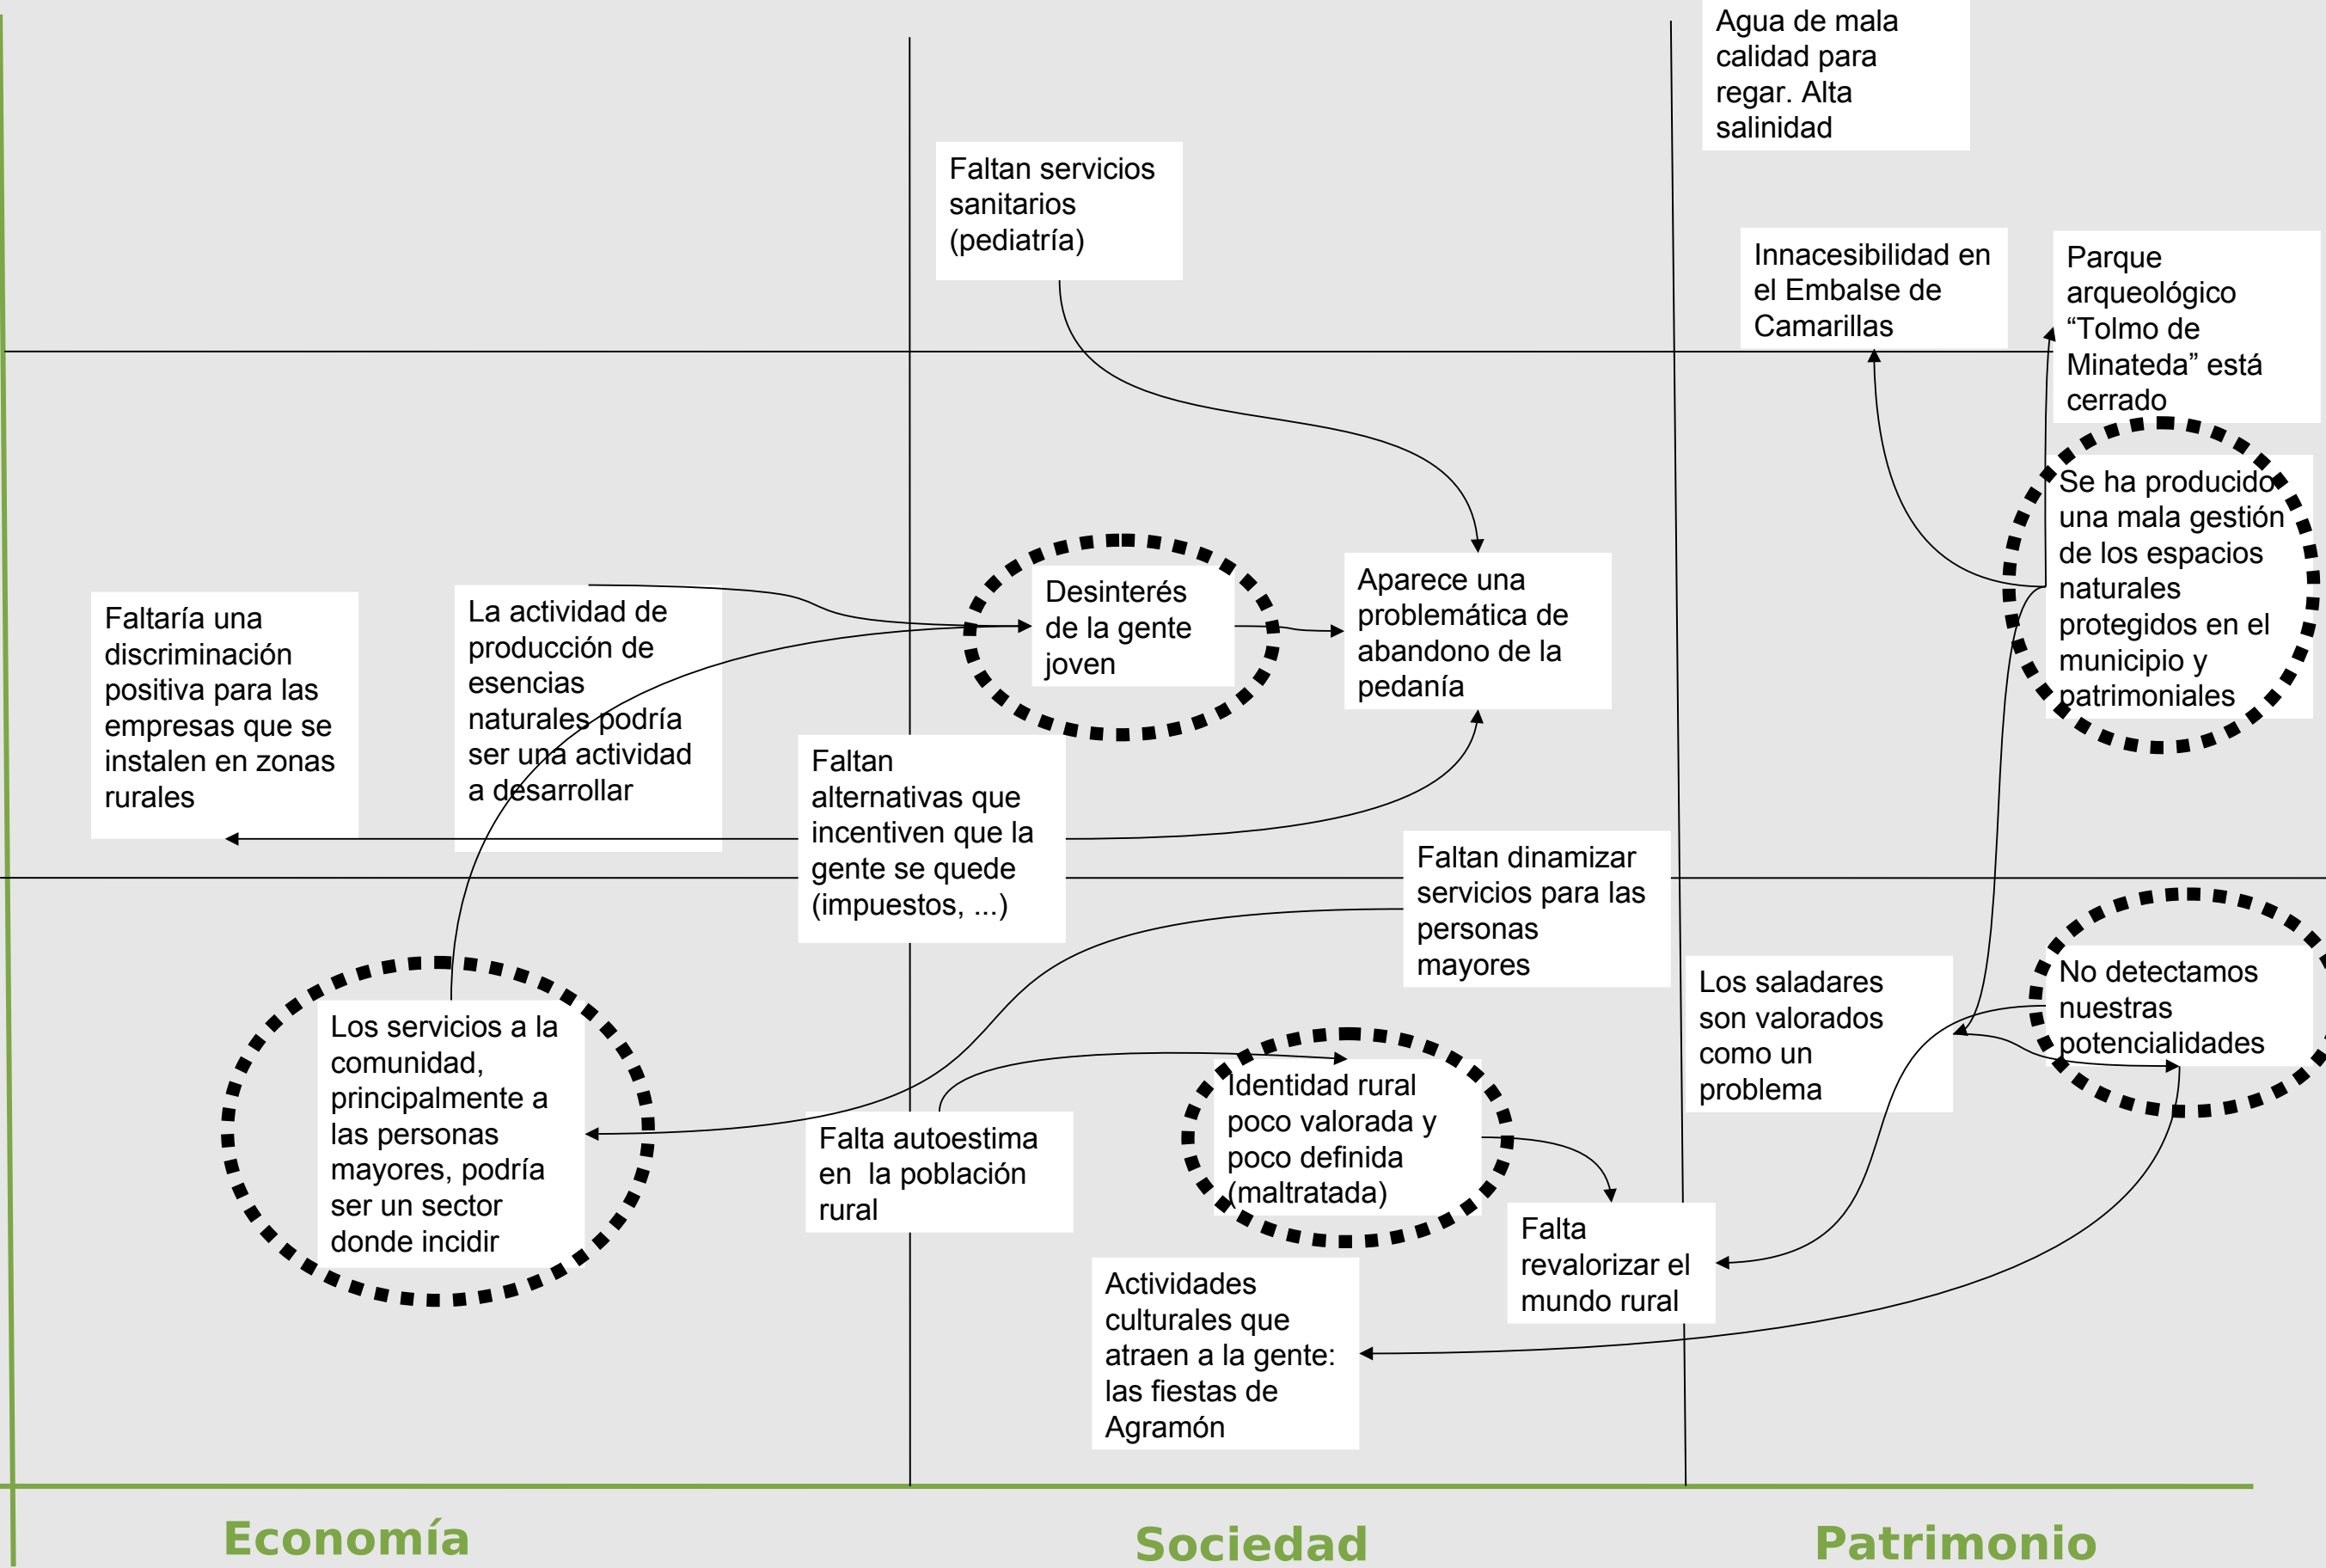 Agua de mala
calidad para
regar. Alta
salinidad
Faltan servicios
sanitarios
(pediatría)
Innacesibilidad en
el Embalse de
Camarillas
Parque
arqueológico
“Tolmo de
Minateda” está
cerrado
Se ha producido
una mala gestión
de los espacios
naturales
protegidos en el
municipio y
patrimoniales
Faltaría una
discriminación
positiva para las
empresas que se
instalen en zonas
rurales
La actividad de
producción de
esencias
naturales podría
ser una actividad
a desarrollar
Desinterés
de la gente
joven
Aparece una
problemática de
abandono de la
pedanía
Faltan
alternativas que
incentiven que la
gente se quede
(impuestos, ...)
Faltan dinamizar
servicios para las
personas
mayores
Los saladares
son valorados
como un
problema
No detectamos
nuestras
potencialidades
Los servicios a la
comunidad,
principalmente a
las personas
mayores, podría
ser un sector
donde incidir
Falta autoestima
en  la población
rural
Identidad rural
poco valorada y
poco definida
(maltratada)
Falta
revalorizar el
mundo rural
Actividades
culturales que
atraen a la gente:
las fiestas de
Agramón
Economía
Sociedad
Patrimonio